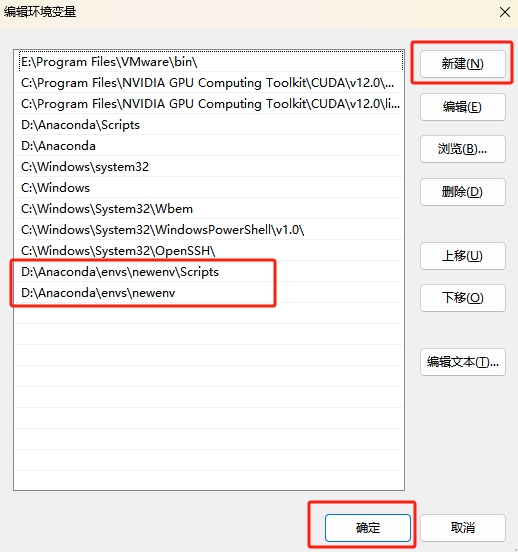 编辑环境变量
E:\Program Files\VMware\bin\
C:\Program Files\NVIDIA GPU Computing Toolkit\CUDA\v12.0\...
C:\Program Files\NVIDIA GPU Computing Toolkit\CUDA\v12.0\li...
D:\Anaconda\Scripts
D:\Anaconda
C:\Windows\system32
C:\Windows
C:\Windows\System32\Wbem
C:\Windows\System32\WindowsPowerShell\v1.0\
C:\Windows\System32\OpenSSH\
D:\Anaconda\envs\newenv\Scripts
D:\Anaconda\envs\newenv
新建(N)
编辑(E)
浏览(B)...
删除(D)
上移(U)
下移(O)
编辑文本(T)...
确定
取消